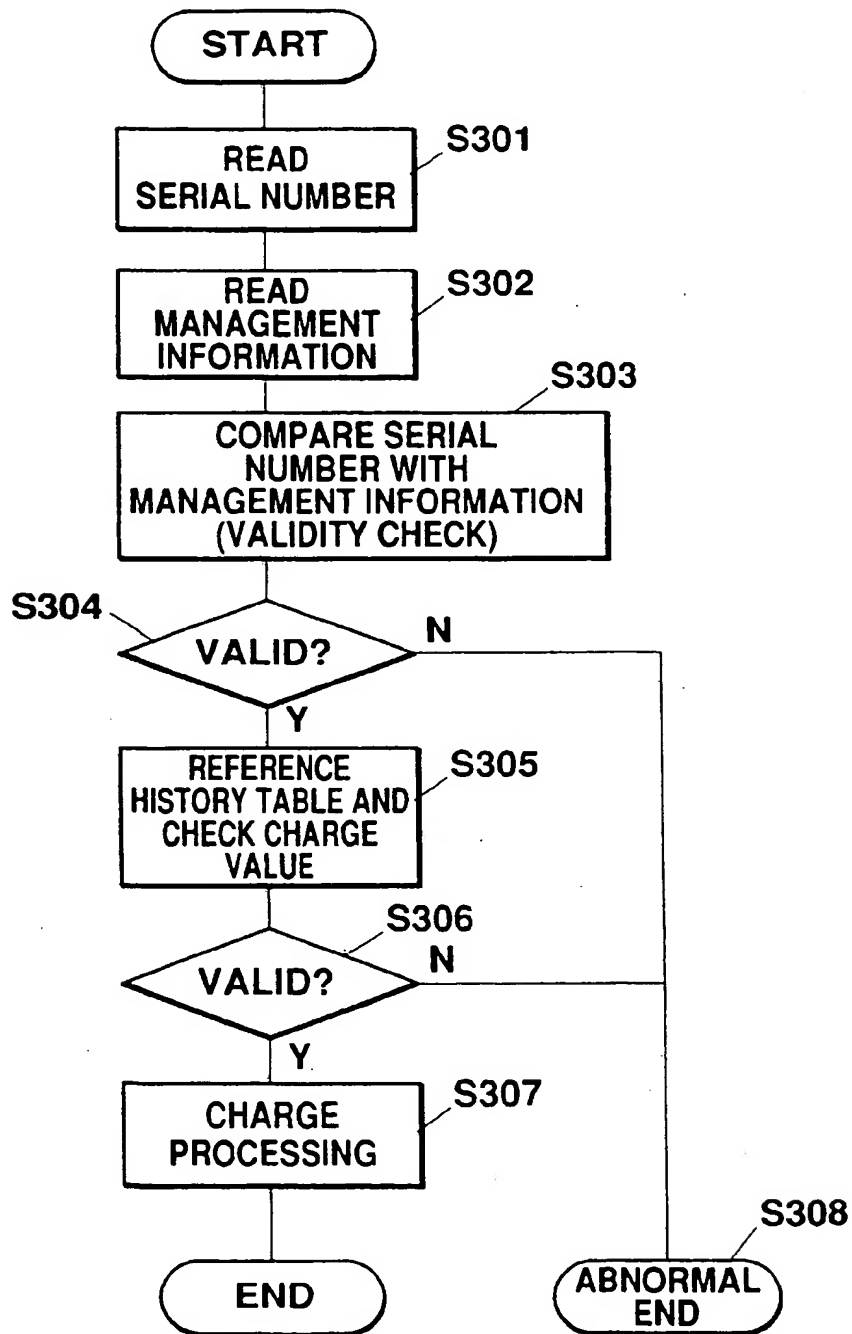 START
S301
READ
SERIAL NUMBER
S302
READ
MANAGEMENT
INFORMATION
S303
COMPARE SERIAL
NUMBER WITH
MANAGEMENT INFORMATION
(VALIDITY CHECK)
S304
VALID?
N
Y
S305
REFERENCE
HISTORY TABLE AND
CHECK CHARGE
VALUE
S306
VALID?
N
Y
S307
CHARGE
PROCESSING
S308
END
ABNORMAL
END